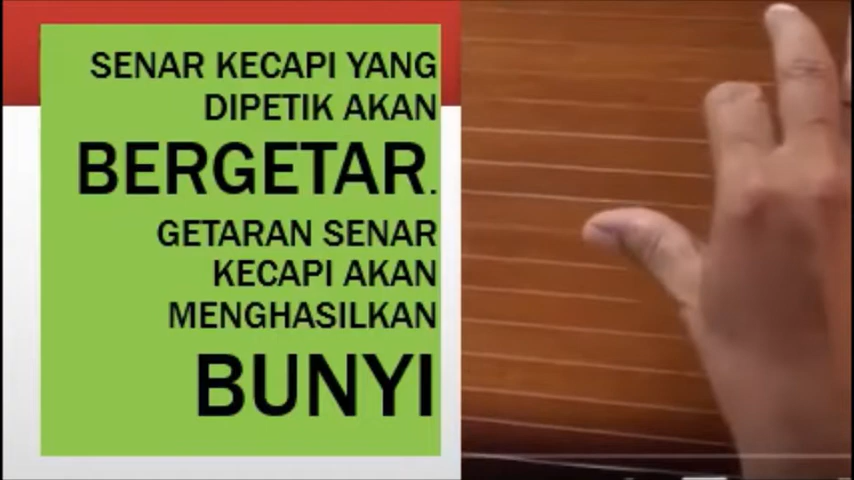 SENAR KECAPI YANG
DIPETIK AKAN
BERGETAR.
GETARAN SENAR
KECAPI AKAN
MENGHASILKAN
BUNYI